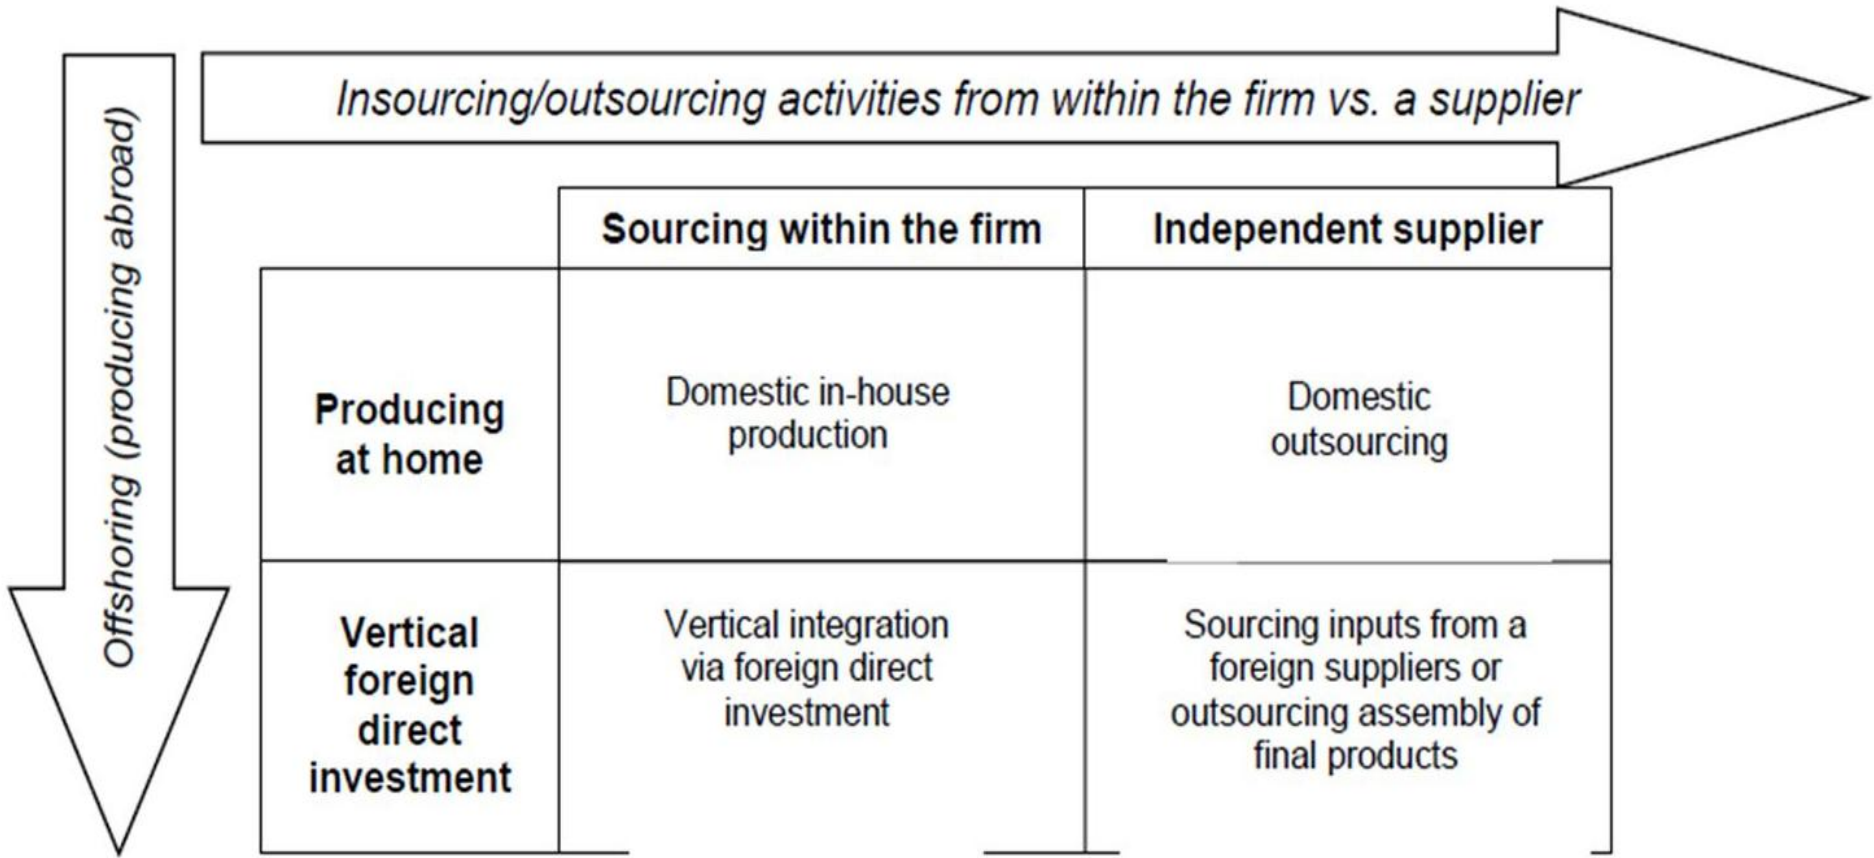 Insourcing/outsourcing activities from within the firm vs. a supplier
Offshoring (producing abroad)
Sourcing within the firm
Independent supplier
Producing
at home
Domestic in-house
production
Domestic
outsourcing
Vertical
foreign
direct
investment
Vertical integration
via foreign direct
investment
Sourcing inputs from a
foreign suppliers or
outsourcing assembly of
final products